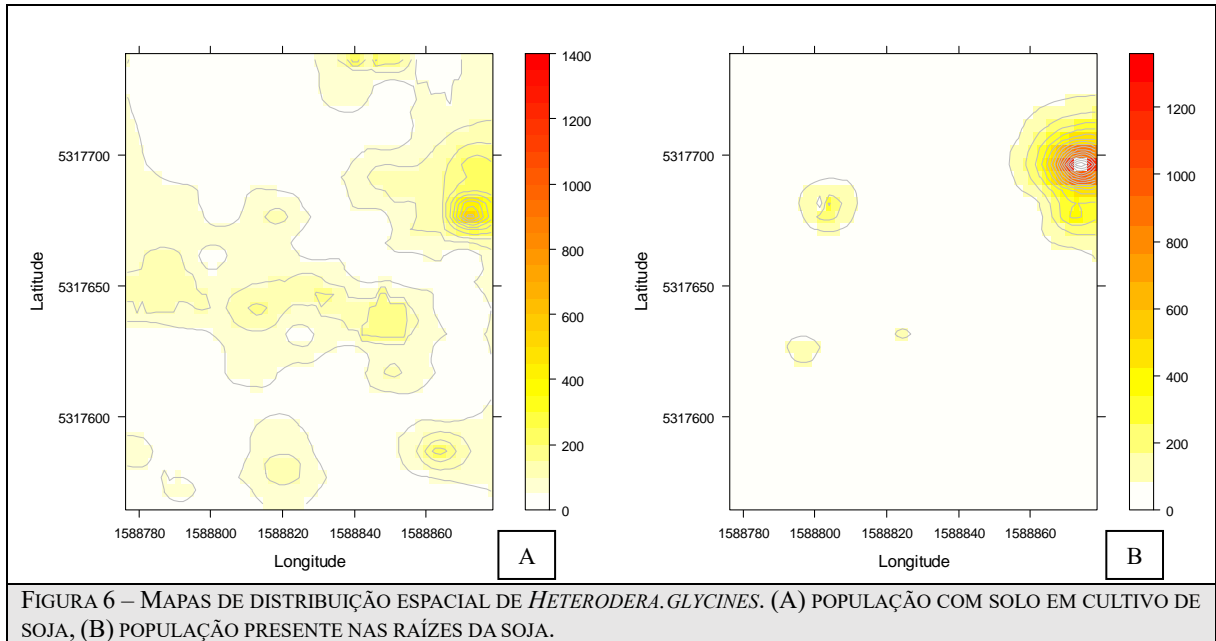 1400
1200
1000
800
600
400
200
0
5317700
5317650
5317600
Latitude
1588780 1588800 1588820 1588840 1588860
Longitude
A
1200
1000
800
600
400
200
0
5317700
5317650
5317600
Latitude
1588780 1588800 1588820 1588840 1588860
Longitude
B
FIGURA 6 – MAPAS DE DISTRIBUIÇÃO ESPACIAL DE HETERODERA.GLYCINES. (A) POPULAÇÃO COM SOLO EM CULTIVO DE
SOJA, (B) POPULAÇÃO PRESENTE NAS RAÍZES DA SOJA.